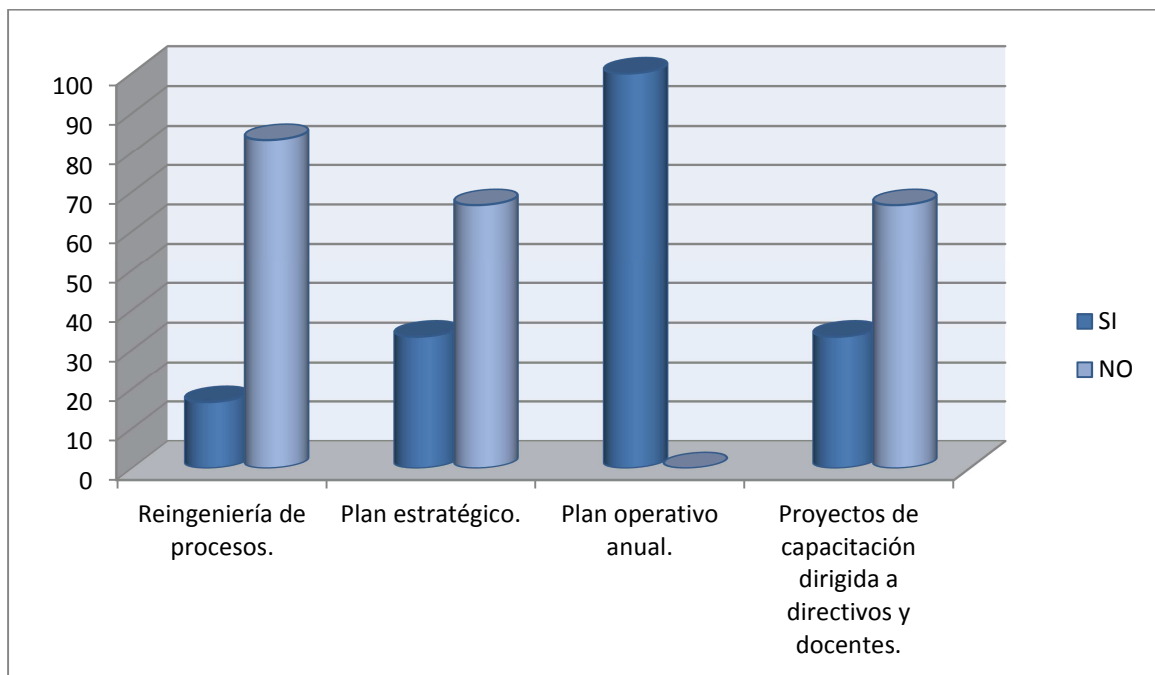 100
90
80
70
60
50
40
30
20
10
0
Reingeniería de
procesos.
Plan estratégico.
Plan operativo
anual.
Proyectos de
capacitación
dirigida a
directivos y
docentes.
SI
NO